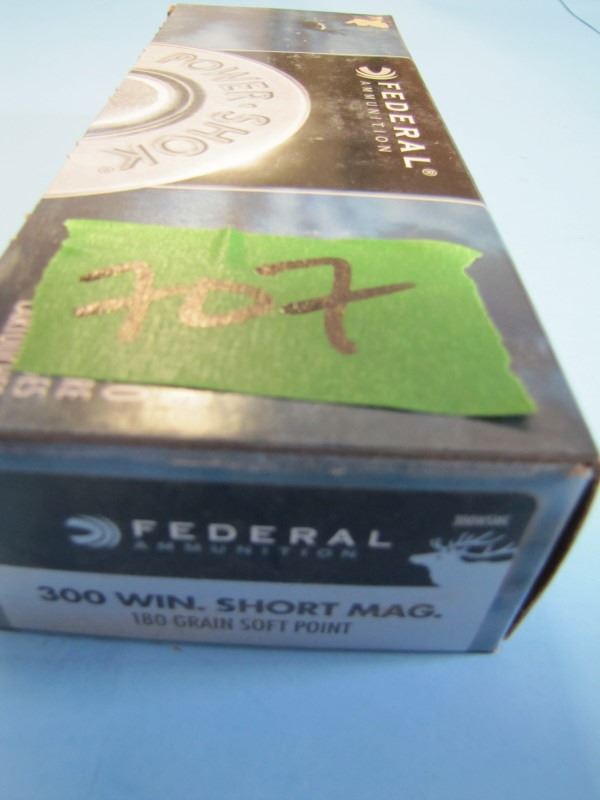 POWER·SHOK®
FEDERAL®
AMMUNITION
707
FEDERAL
AMMUNITION
300 WIN. SHORT MAG.
180 GRAIN SOFT POINT